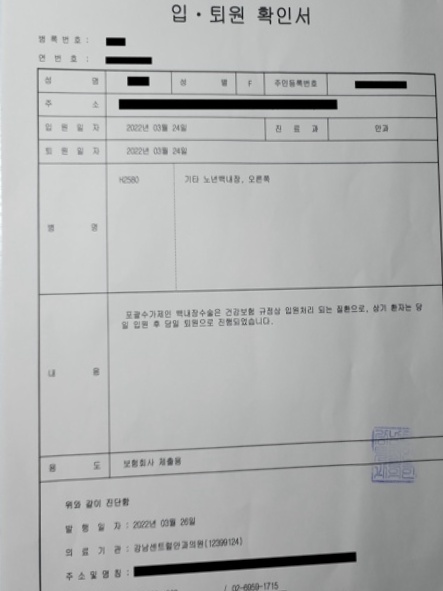 입 · 퇴원 확인서
병록번호 :
연 번 호 :
성 명 성 별 F 주민등록번호
주 소
입 원 일 자 2022년 03월 24일 진 료 과 안과
퇴 원 일 자 2022년 03월 24일
병 명 H2580 기타 노년백내장, 오른쪽
내 용 포괄수가제인 백내장수술은 건강보험 규정상 입원처리 되는 질환으로, 상기 환자는 당
일 입원 후 당일 퇴원으로 진행되었습니다.
용 도 보험회사 제출용
위와 같이 진단함
발 행 일 자 : 2022년 03월 26일
의 료 기 관 : 강남센트럴안과의원(12399124)
주 소 및 명 칭 :
/ 02-6959-1715